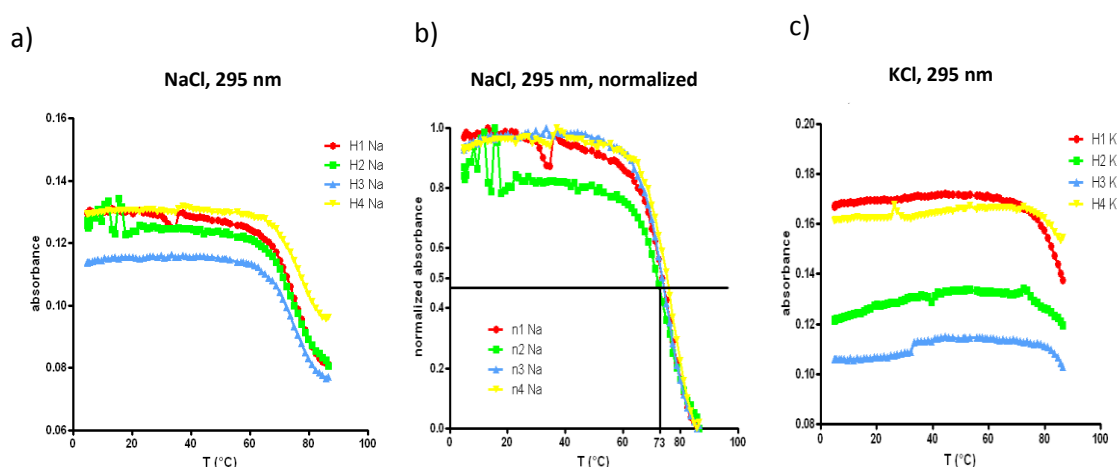 a)
NaCl, 295 nm
0.16
0.14
0.12
0.10
0.08
0.06
absorbance
0
20
40
60
80
100
T (°C)
H1 Na
H2 Na
H3 Na
H4 Na
b)
NaCl, 295 nm, normalized
1.0
0.8
0.6
0.5
0.4
0.2
0.0
normalized absorbance
0
20
40
60
73
80
100
T (°C)
n1 Na
n2 Na
n3 Na
n4 Na
c)
KCl, 295 nm
0.20
0.18
0.16
0.14
0.12
0.10
0.08
absorbance
0
20
40
60
80
100
T (°C)
H1 K
H2 K
H3 K
H4 K